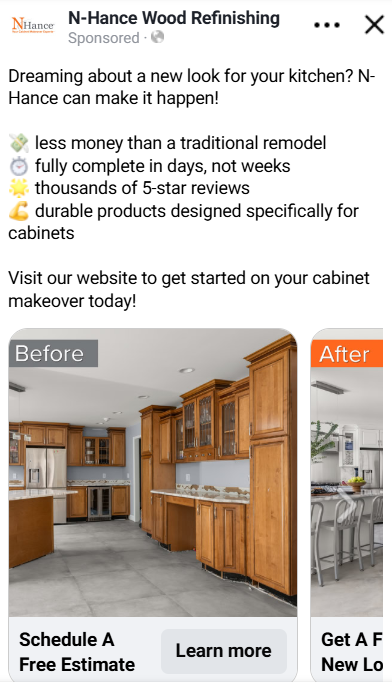 N-Hance Wood Refinishing
NHance
Sponsored ·
Dreaming about a new look for your kitchen? N-
Hance can make it happen!
💸 less money than a traditional remodel
⏱️ fully complete in days, not weeks
🌟 thousands of 5-star reviews
💪 durable products designed specifically for
cabinets
Visit our website to get started on your cabinet
makeover today!
Before
After
Schedule A
Free Estimate
Learn more
Get A F
New Lo